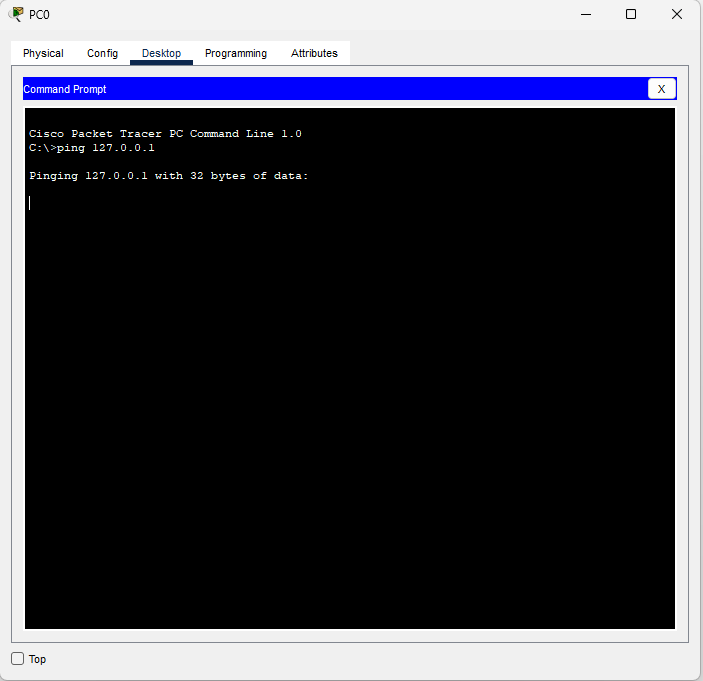 PC0
Physical Config Desktop Programming Attributes
Command Prompt X
Cisco Packet Tracer PC Command Line 1.0
C:\>ping 127.0.0.1
Pinging 127.0.0.1 with 32 bytes of data:
Top